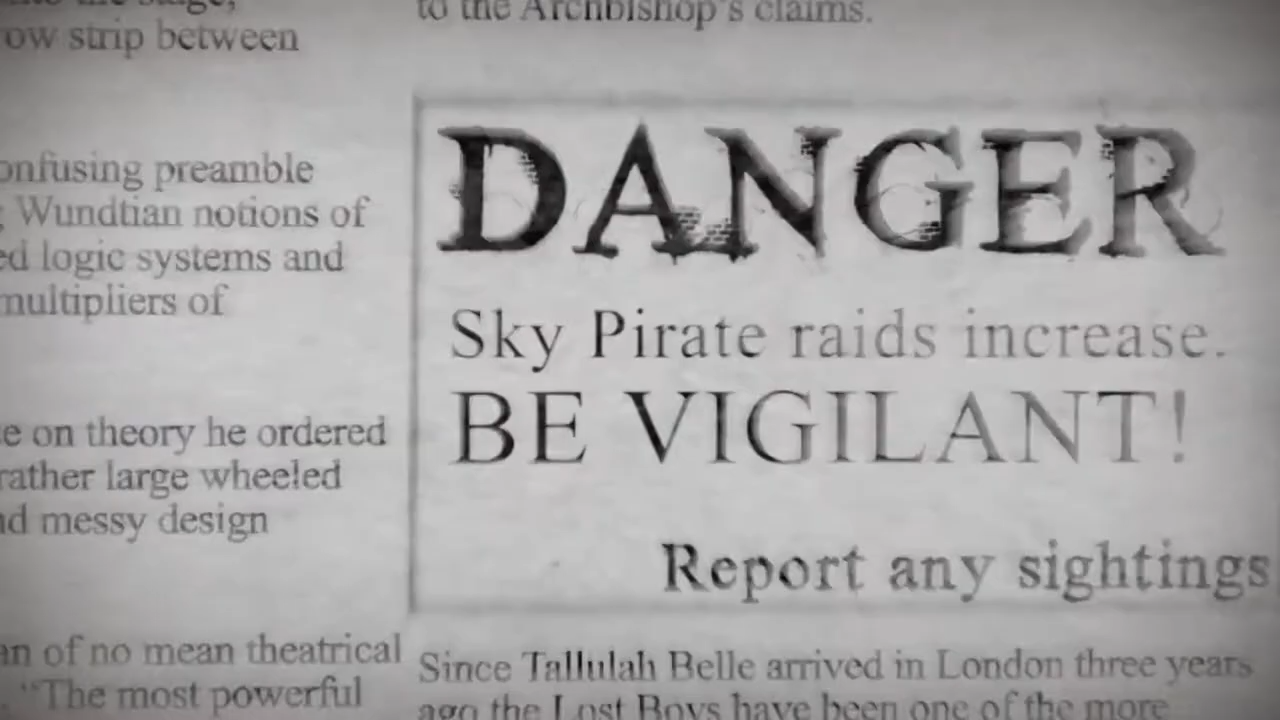 ow strip between
onfusing preamble
Wundtian notions of
ed logic systems and
multipliers of
e on theory he ordered
rather large wheeled
nd messy design
an of no mean theatrical
"The most powerful
to the Archbishop's claims.
DANGER
Sky Pirate raids increase.
BE VIGILANT!
Report any sightings
Since Tallulah Belle arrived in London three years
ago the Lost Boys have been one of the more